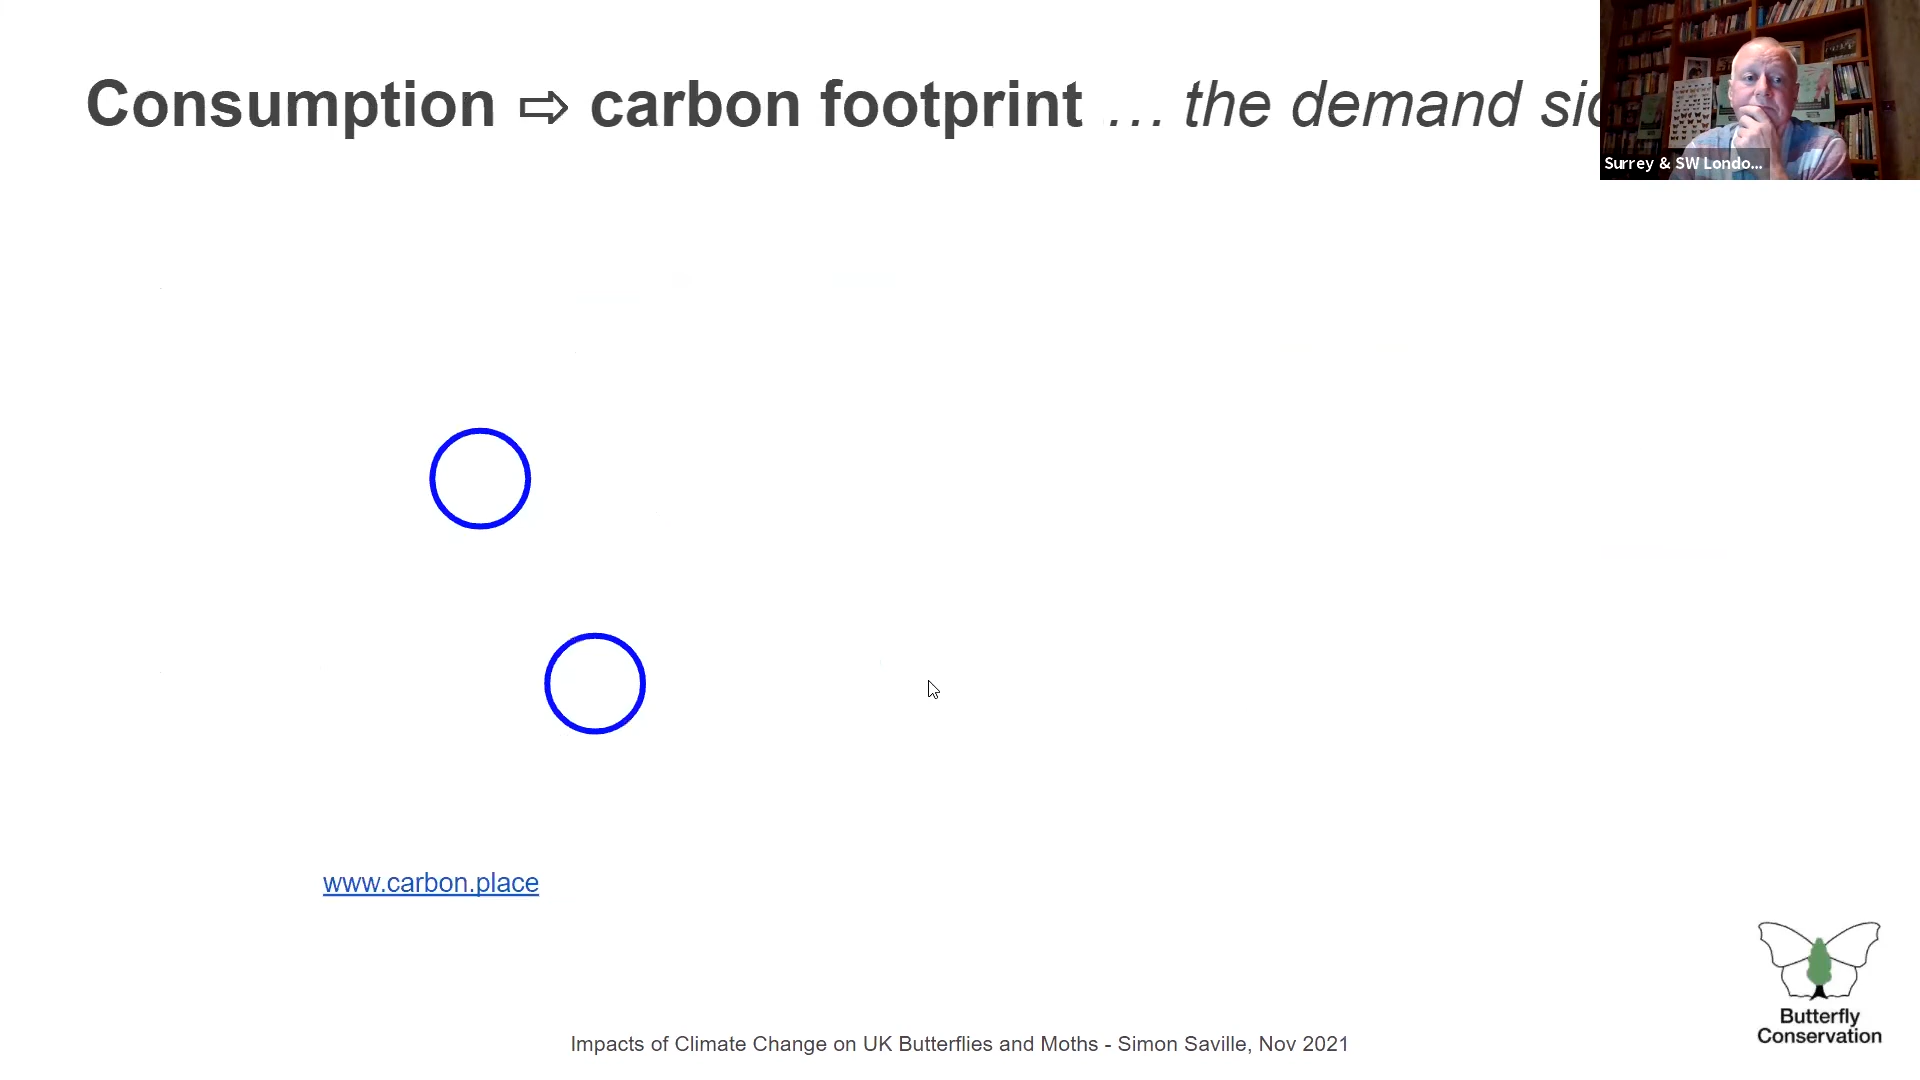 Consumption ⇨ carbon footprint … the demand
Surrey & SW Londo...
www.carbon.place
Butterfly
Conservation
Impacts of Climate Change on UK Butterflies and Moths - Simon Saville, Nov 2021